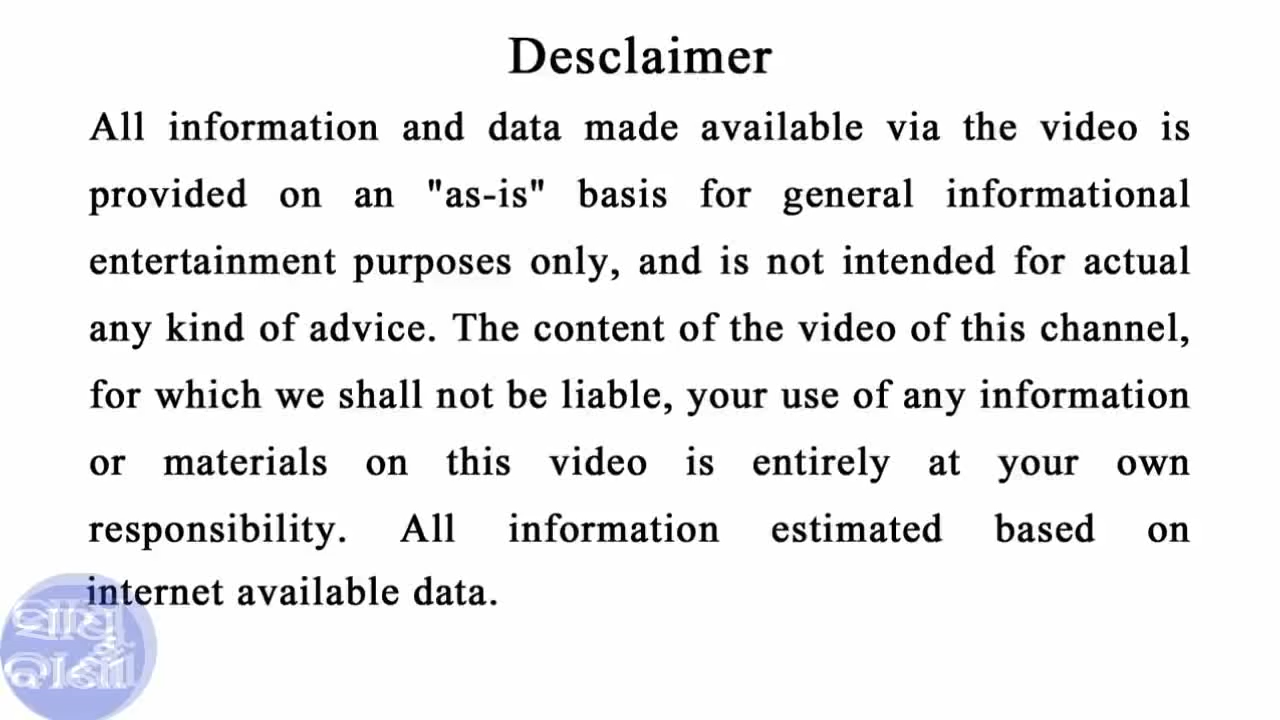 Desclaimer
All information and data made available via the video is
provided on an "as-is" basis for general informational
entertainment purposes only, and is not intended for actual
any kind of advice. The content of the video of this channel,
for which we shall not be liable, your use of any information
or materials on this video is entirely at your own
responsibility. All information estimated based on
internet available data.
ବାଣୀ